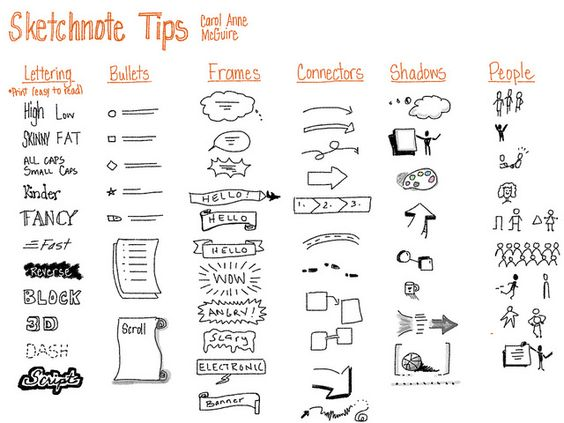 Sketchnote Tips
Carol Anne
McGuire
Lettering
*Print (easy to read)
High Low
SKINNY FAT
ALL CAPS
SMALL CAPS
Kinder
FANCY
Fast
Reverse
BLOCK
3D
DASH
Script
Bullets
Scroll
Frames
HELLO!
HELLO
HELLO
WOW
ANGRY!
SCARY
ELECTRONIC
Banner
Connectors
1. 2. 3.
Shadows
People